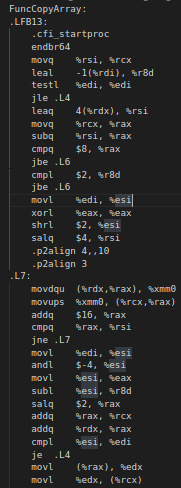 FuncCopyArray:
.LFB13:
.cfi_startproc
endbr64
movq %rsi, %rcx
leal -1(%rdi), %r8d
testl %edi, %edi
jle .L4
leaq 4(%rdx), %rsi
movq %rcx, %rax
subq %rsi, %rax
cmpq $8, %rax
jbe .L6
cmpl $2, %r8d
jbe .L6
movl %edi, %esi
xorl %eax, %eax
shrl $2, %esi
salq $4, %rsi
.p2align 4,,10
.p2align 3
.L7:
movdqu (%rdx,%rax), %xmm0
movups %xmm0, (%rcx,%rax)
addq $16, %rax
cmpq %rax, %rsi
jne .L7
movl %edi, %esi
andl $-4, %esi
movl %esi, %eax
subl %esi, %r8d
salq $2, %rax
addq %rax, %rcx
addq %rdx, %rax
cmpl %esi, %edi
je .L4
movl (%rax), %edx
movl %edx, (%rcx)